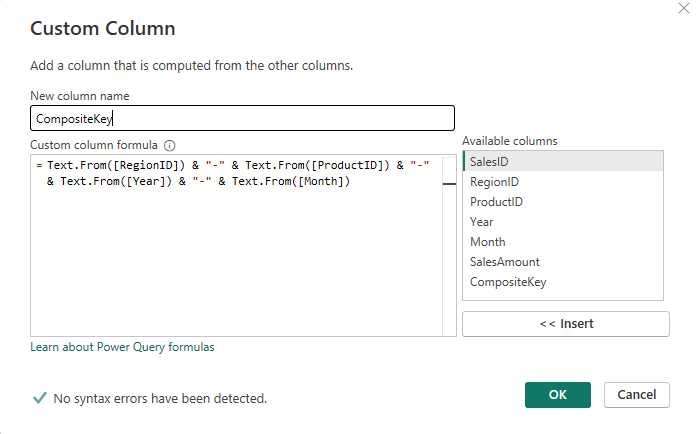 Custom Column
Add a column that is computed from the other columns.
New column name
CompositeKey
Custom column formula
= Text.From([RegionID]) & "-" & Text.From([ProductID]) & "-"
& Text.From([Year]) & "-" & Text.From([Month])
Available columns
SalesID
RegionID
ProductID
Year
Month
SalesAmount
CompositeKey
<< Insert
Learn about Power Query formulas
No syntax errors have been detected.
OK
Cancel